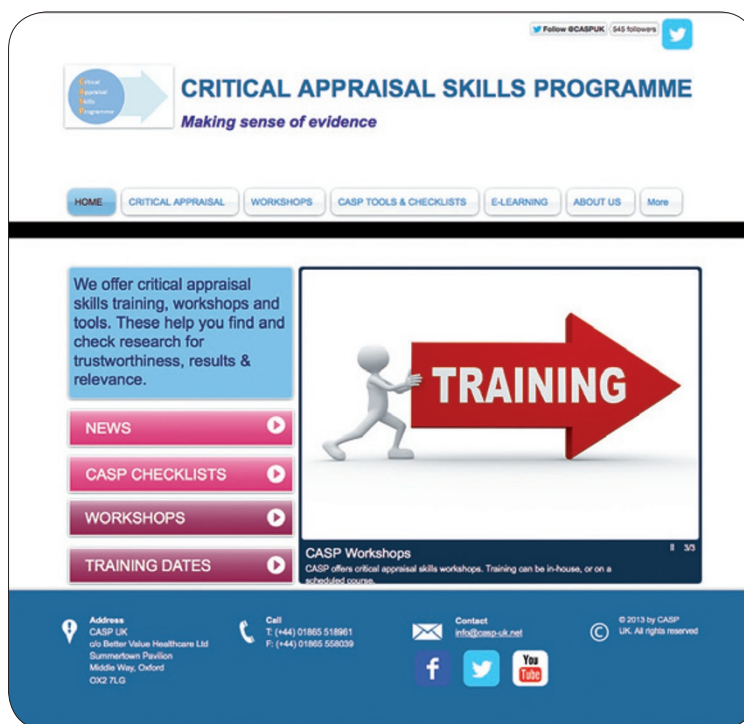 Follow @CASPUK 545 followers
Critical
Appraisal
Skills
Programme
CRITICAL APPRAISAL SKILLS PROGRAMME
Making sense of evidence
HOME CRITICAL APPRAISAL WORKSHOPS CASP TOOLS & CHECKLISTS E-LEARNING ABOUT US More
We offer critical appraisal
skills training, workshops and
tools. These help you find and
check research for
trustworthiness, results &
relevance.
NEWS
CASP CHECKLISTS
WORKSHOPS
TRAINING DATES
TRAINING
CASP Workshops
3/3
CASP offers critical appraisal skills workshops. Training can be in-house, or on a
scheduled course.
Address
CASP UK
c/o Better Value Healthcare Ltd
Summertown Pavilion
Middle Way, Oxford
OX2 7LG
Call
T: (+44) 01865 518961
F: (+44) 01865 558039
Contact
info@casp-uk.net
f
You
Tube
©
© 2013 by CASP
UK. All rights reserved